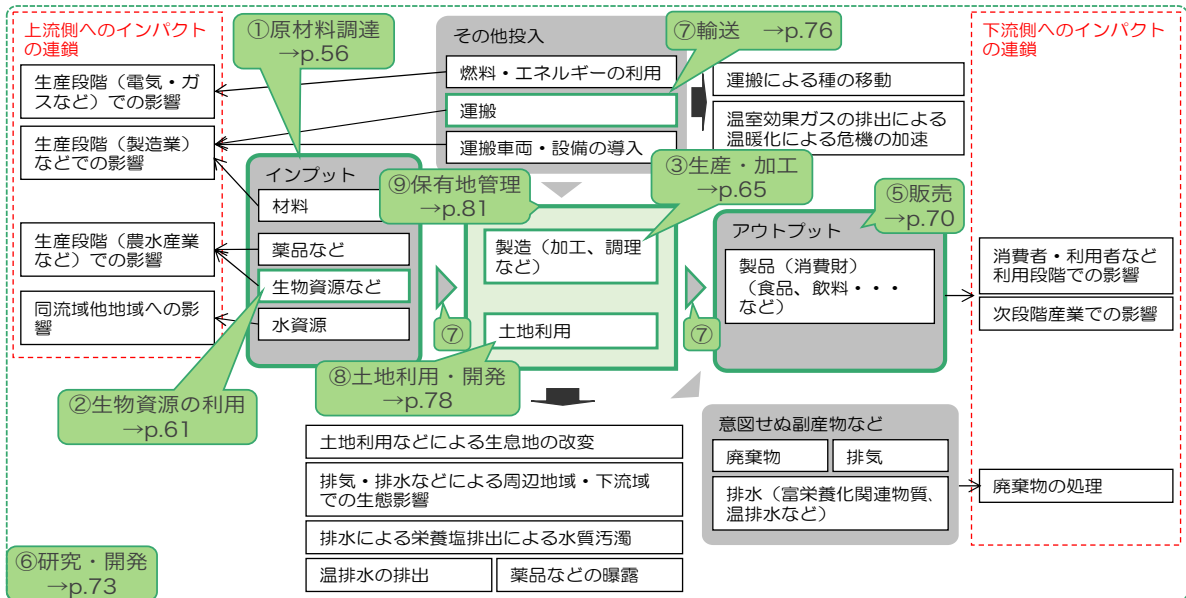 上流側へのインパクト
の連鎖
生産段階（電気・ガ
スなど）での影響
生産段階（製造業）
などでの影響
生産段階（農水産業
など）での影響
同流域他地域への影
響
①原材料調達
→p.56
インプット
材料
薬品など
生物資源など
水資源
②生物資源の利用
→p.61
その他投入
燃料・エネルギーの利用
運搬
運搬車両・設備の導入
⑦輸送　→p.76
運搬による種の移動
温室効果ガスの排出による
温暖化による危機の加速
⑨保有地管理
→p.81
③生産・加工
→p.65
製造（加工、調理
など）
土地利用
⑦
⑦
⑧土地利用・開発
→p.78
⑤販売
→p.70
アウトプット
製品（消費財）
（食品、飲料・・・
など）
下流側へのインパクト
の連鎖
消費者・利用者など
利用段階での影響
次段階産業での影響
廃棄物の処理
意図せぬ副産物など
廃棄物
排気
排水（富栄養化関連物質、
温排水など）
土地利用などによる生息地の改変
排気・排水などによる周辺地域・下流域
での生態影響
排水による栄養塩排出による水質汚濁
温排水の排出
薬品などの曝露
⑥研究・開発
→p.73